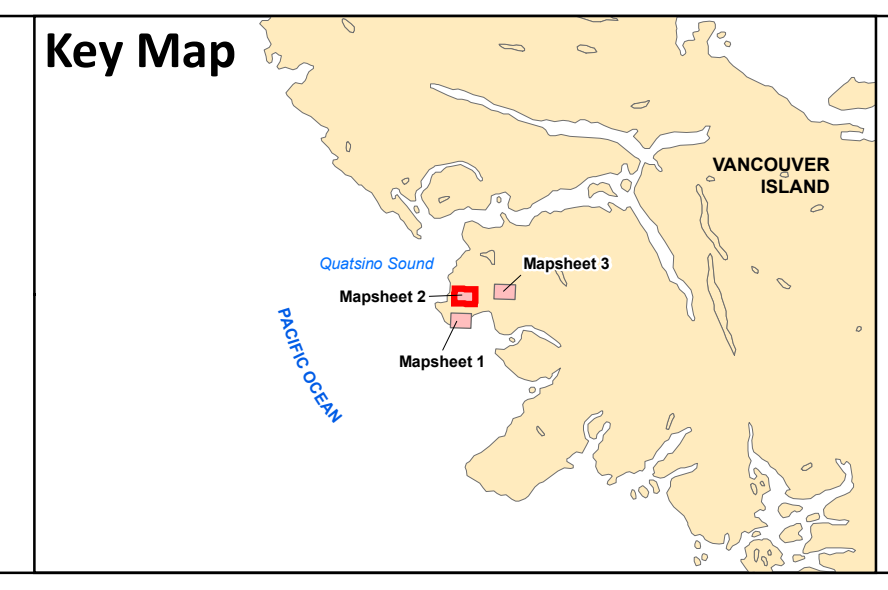 Key Map
VANCOUVER
ISLAND
Quatsino Sound
Mapsheet 3
Mapsheet 2
PACIFIC OCEAN
Mapsheet 1